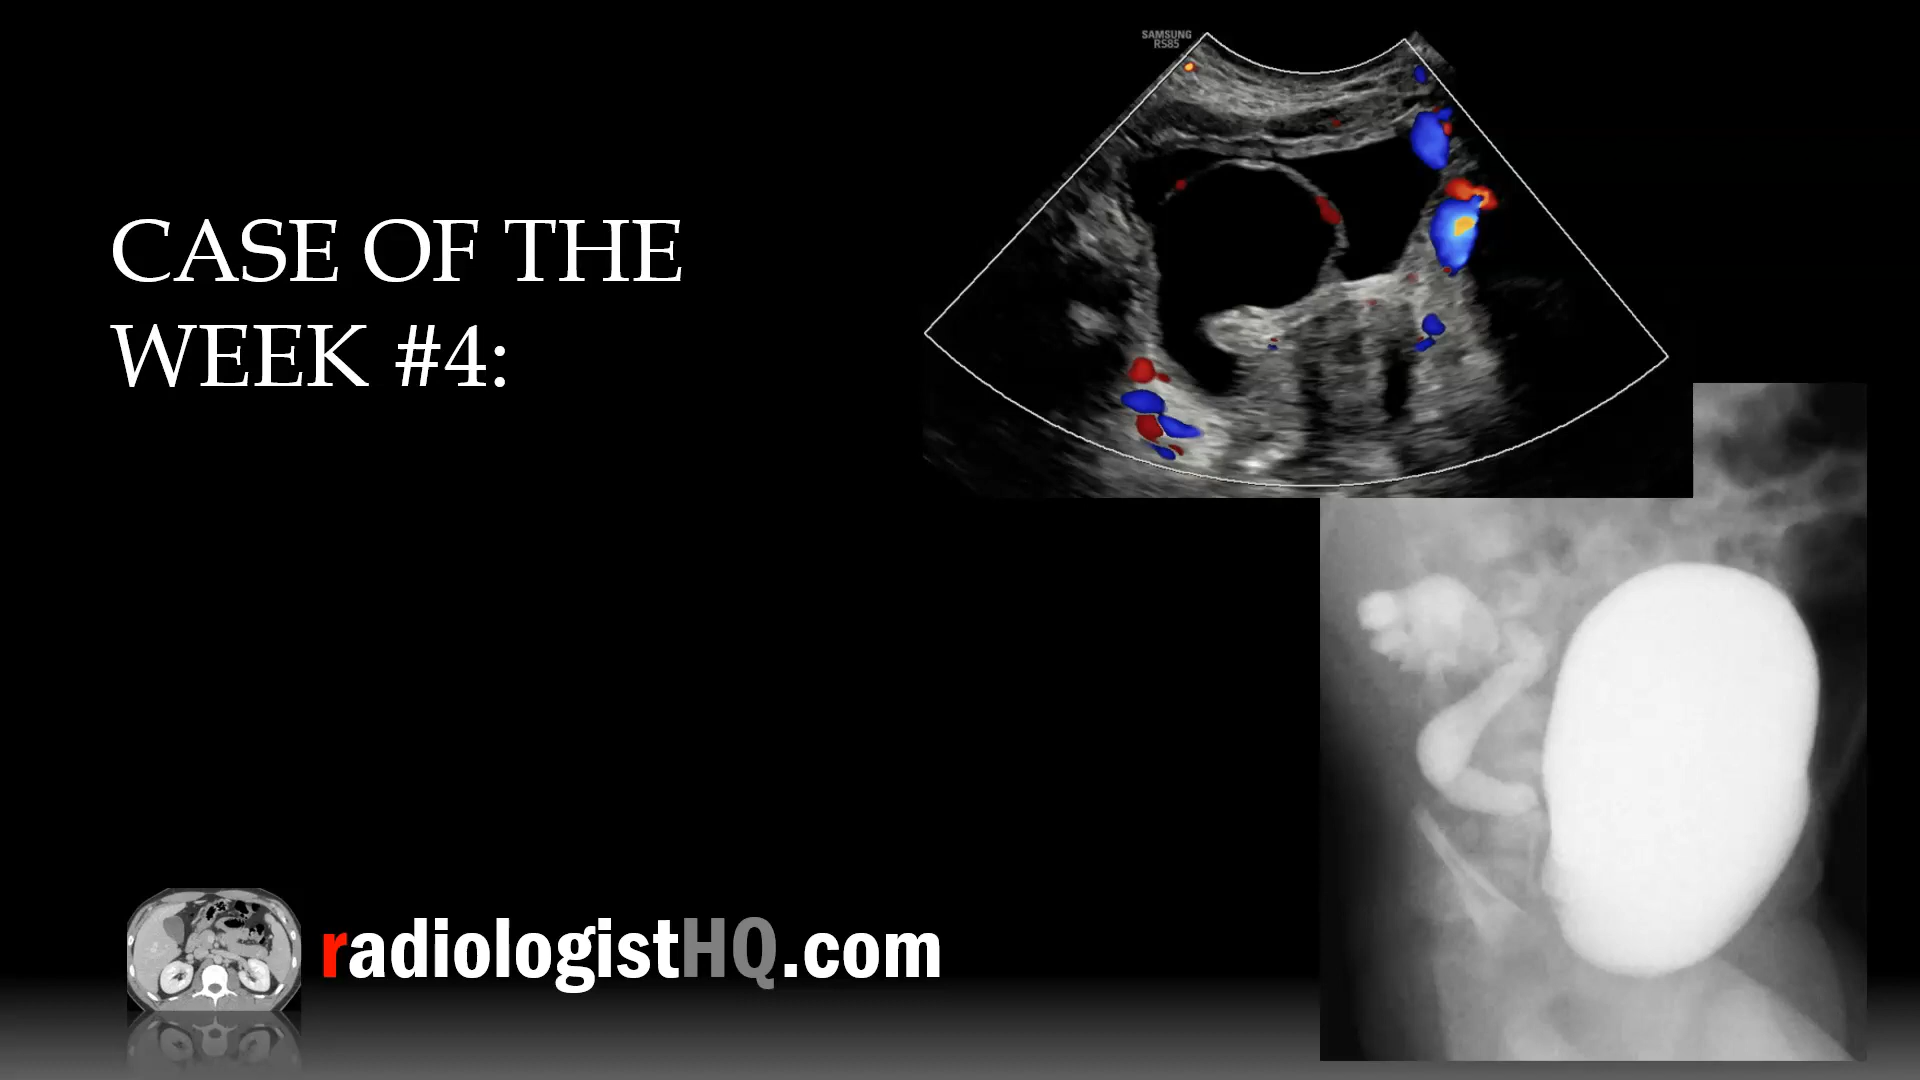 SAMSUNG
RS85
CASE OF THE
WEEK #4:
radiologistHQ.com